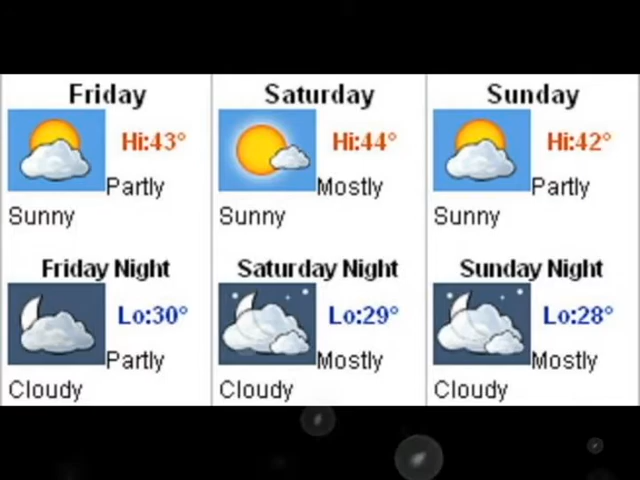 Friday
Hi:43°
Partly
Sunny
Saturday
Hi:44°
Mostly
Sunny
Sunday
Hi:42°
Partly
Sunny
Friday Night
Lo:30°
Partly
Cloudy
Saturday Night
Lo:29°
Mostly
Cloudy
Sunday Night
Lo:28°
Mostly
Cloudy